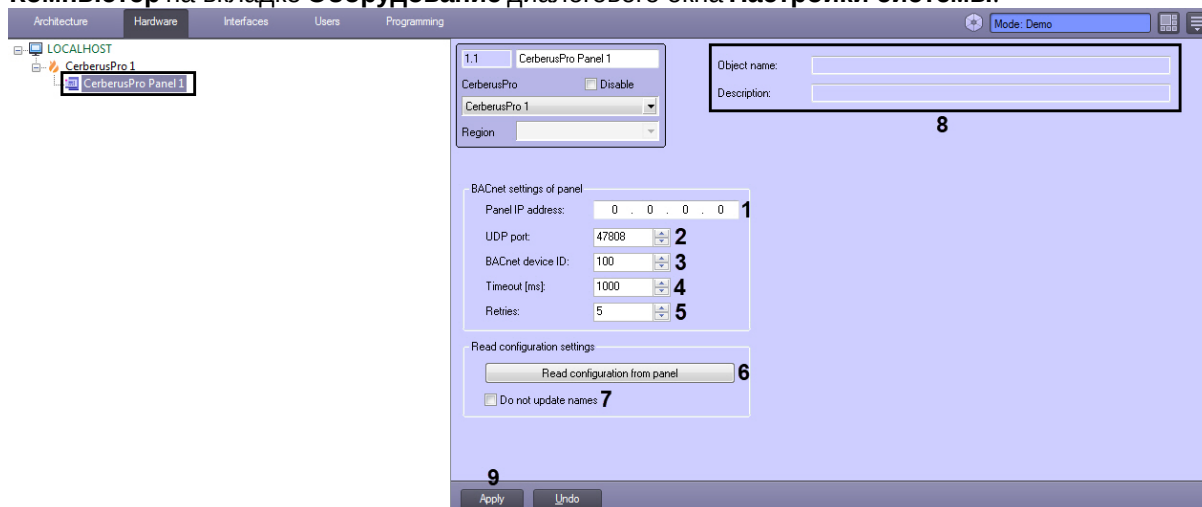 Компьютер на вкладке Оборудование диалогового окна Настройки системы.
Architecture Hardware Interfaces Users Programming Mode: Demo
LOCALHOST
CerberusPro 1
CerberusPro Panel 1
1.1 CerberusPro Panel 1
CerberusPro Disable
CerberusPro 1
Region
Object name:
Description:
8
BACnet settings of panel
Panel IP address: 0 . 0 . 0 . 0 1
UDP port: 47808 2
BACnet device ID: 100 3
Timeout [ms]: 1000 4
Retries: 5 5
Read configuration settings
Read configuration from panel 6
Do not update names 7
9
Apply Undo